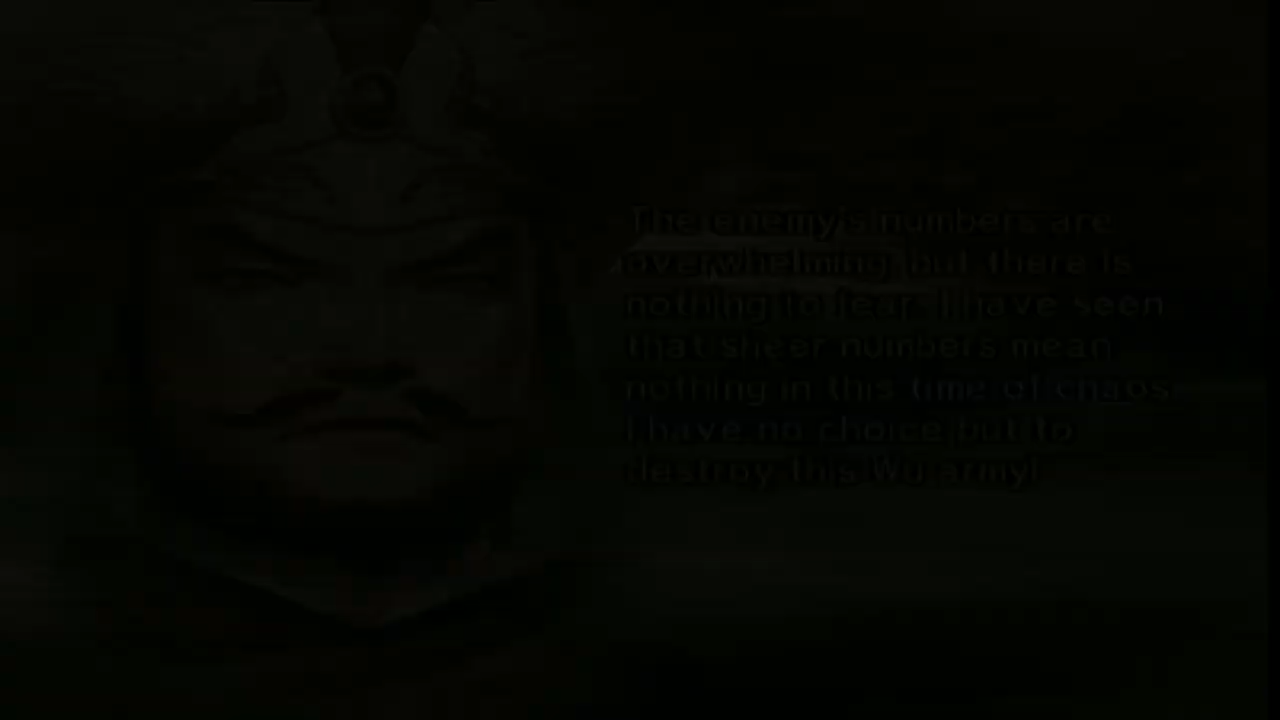 The enemy's numbers are
overwhelming, but there is
nothing to fear. I have seen
that sheer numbers mean
nothing in this time of chaos.
I have no choice but to
destroy this Wu army!